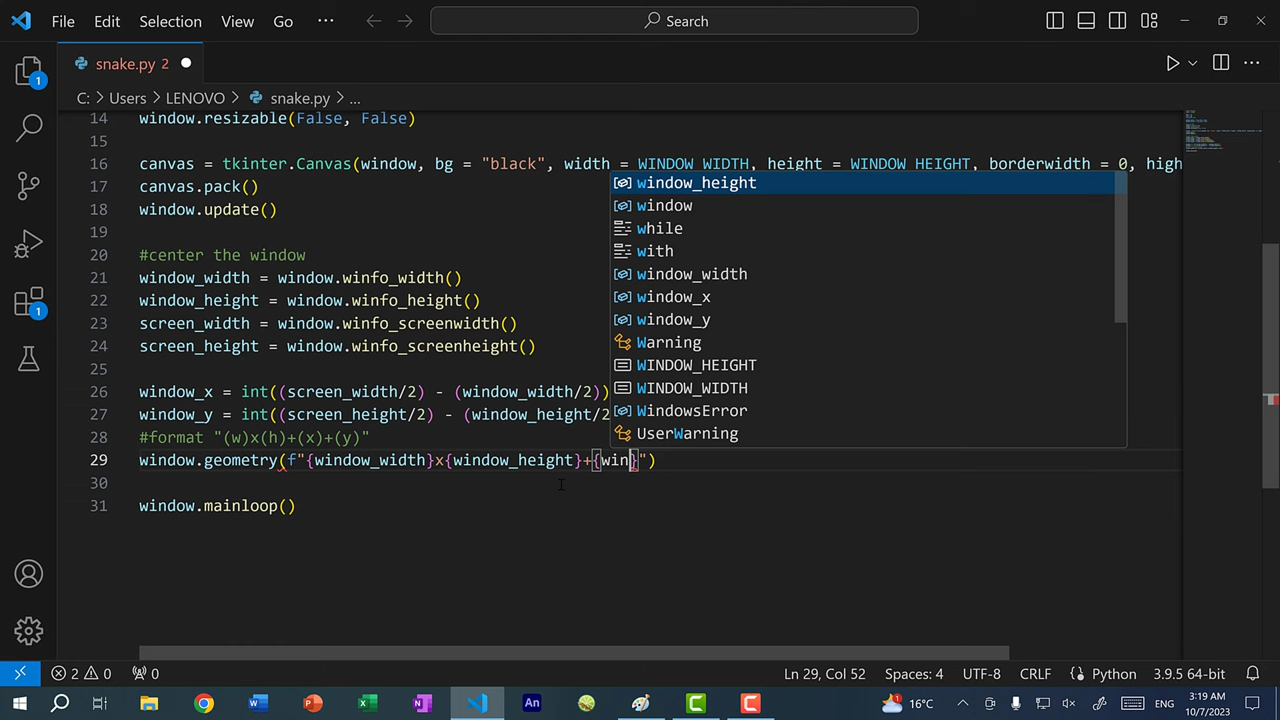 File Edit Selection View Go ··· Search
snake.py 2
C: > Users > LENOVO > snake.py > ...
14 window.resizable(False, False)
15
16 canvas = tkinter.Canvas(window, bg = "black", width = WINDOW_WIDTH, height = WINDOW_HEIGHT, borderwidth = 0, high
17 canvas.pack()
18 window.update()
19
20 #center the window
21 window_width = window.winfo_width()
22 window_height = window.winfo_height()
23 screen_width = window.winfo_screenwidth()
24 screen_height = window.winfo_screenheight()
25
26 window_x = int((screen_width/2) - (window_width/2))
27 window_y = int((screen_height/2) - (window_height/2
28 #format "(w)x(h)+(x)+(y)"
29 window.geometry(f"{window_width}x{window_height}+{win}")
30
31 window.mainloop()
window_height
window
while
with
window_width
window_x
window_y
Warning
WINDOW_HEIGHT
WINDOW_WIDTH
WindowsError
UserWarning
1
1
2 0 0 Ln 29, Col 52 Spaces: 4 UTF-8 CRLF Python 3.9.5 64-bit
W P X N An C C 16°C 3:19 AM
10/7/2023